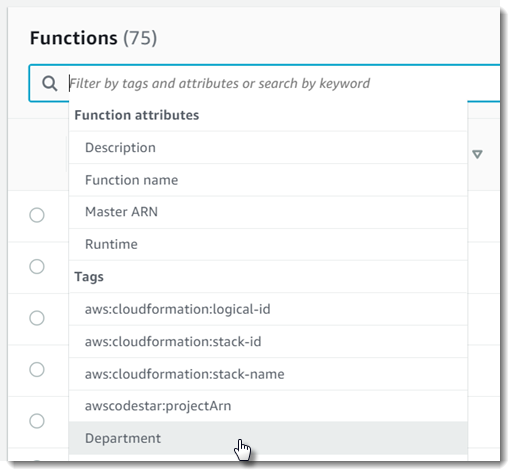 Functions (75)
Filter by tags and attributes or search by keyword
Function attributes
Description
Function name
Master ARN
Runtime
Tags
aws:cloudformation:logical-id
aws:cloudformation:stack-id
aws:cloudformation:stack-name
awscodestar:projectArn
Department